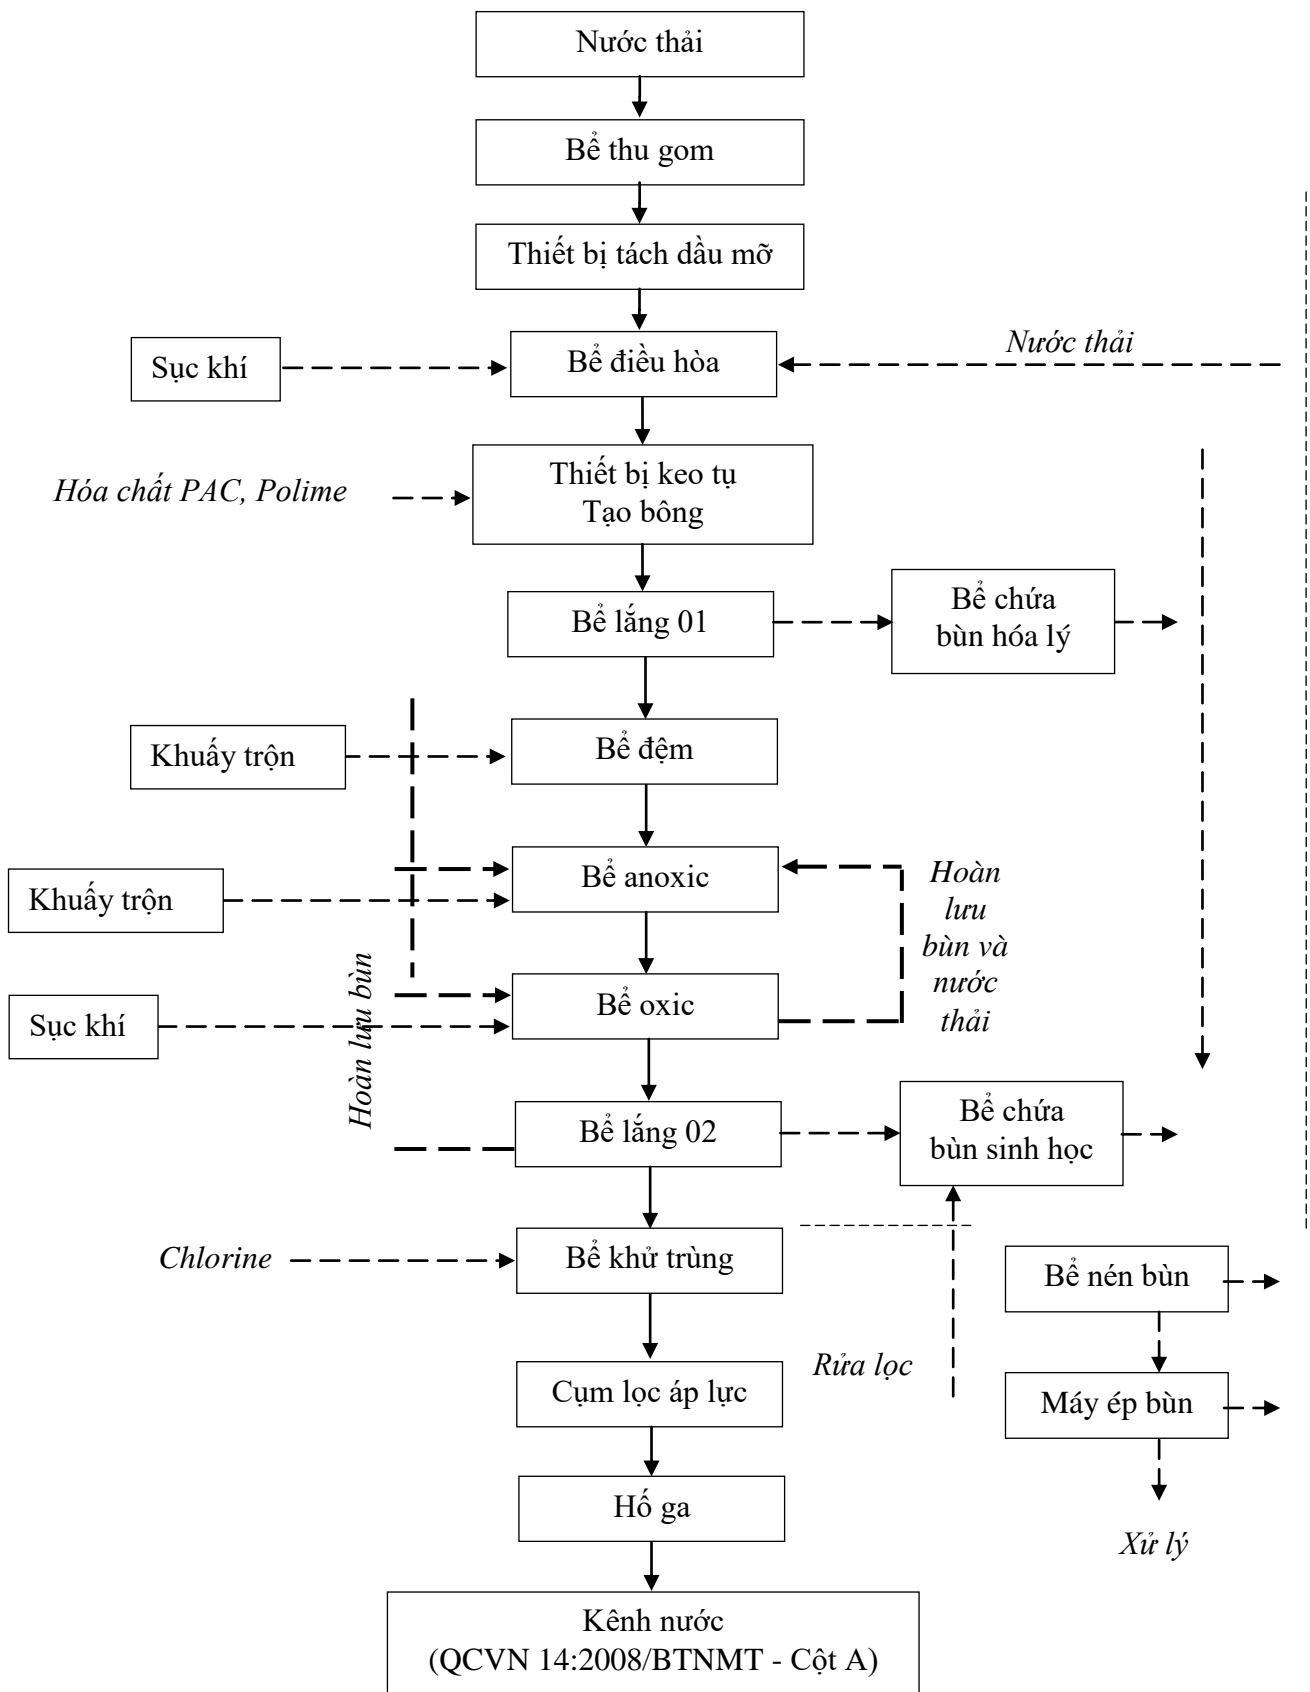 Nước thải
Bể thu gom
Thiết bị tách dầu mỡ
Sục khí
Bể điều hòa
Nước thải
Hóa chất PAC, Polime
Thiết bị keo tụ
Tạo bông
Bể lắng 01
Bể chứa
bùn hóa lý
Khuấy trộn
Bể đệm
Khuấy trộn
Bể anoxic
Hoàn
lưu
bùn và
nước
thải
Hoàn lưu bùn
Sục khí
Bể oxic
Bể lắng 02
Bể chứa
bùn sinh học
Chlorine
Bể khử trùng
Bể nén bùn
Rửa lọc
Cụm lọc áp lực
Máy ép bùn
Hố ga
Xử lý
Kênh nước
(QCVN 14:2008/BTNMT - Cột A)